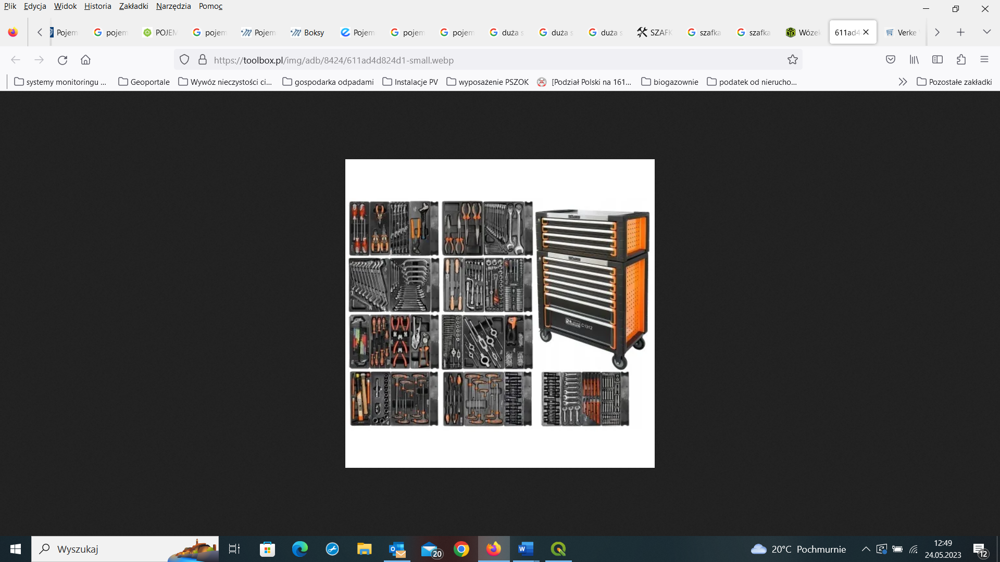 Plik Edycja Widok Historia Zakładki Narzędzia Pomoc
Pojem pojem POJEM pojem Pojem Boksy Pojem pojem pojem duża s duża s duża s SZAFK szafka szafka Wózek 611ad4 Verke
https://toolbox.pl/img/adb/8424/611ad4d824d1-small.webp
systemy monitoringu ... Geoportale Wywóz nieczystości ci... gospodarka odpadami Instalacje PV wyposażenie PSZOK [Podział Polski na 161... biogazownie podatek od nierucho... Pozostałe zakładki
C1312
Wyszukaj
20
20°C Pochmurnie
12:49
24.05.2023
12